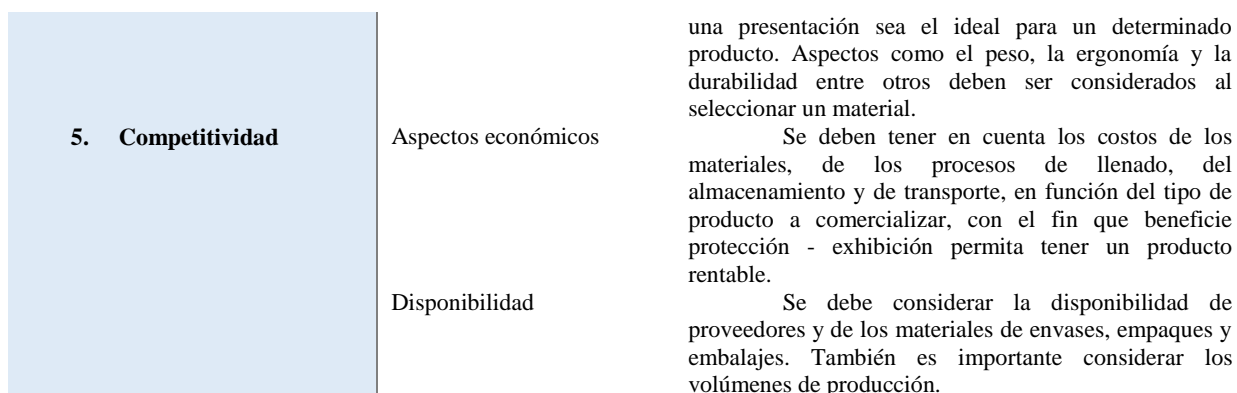 una presentación sea el ideal para un determinado
producto. Aspectos como el peso, la ergonomía y la
durabilidad entre otros deben ser considerados al
seleccionar un material.
5. Competitividad
Aspectos económicos
Se deben tener en cuenta los costos de los
materiales, de los procesos de llenado, del
almacenamiento y de transporte, en función del tipo de
producto a comercializar, con el fin que beneficie
protección - exhibición permita tener un producto
rentable.
Disponibilidad
Se debe considerar la disponibilidad de
proveedores y de los materiales de envases, empaques y
embalajes. También es importante considerar los
volúmenes de producción.